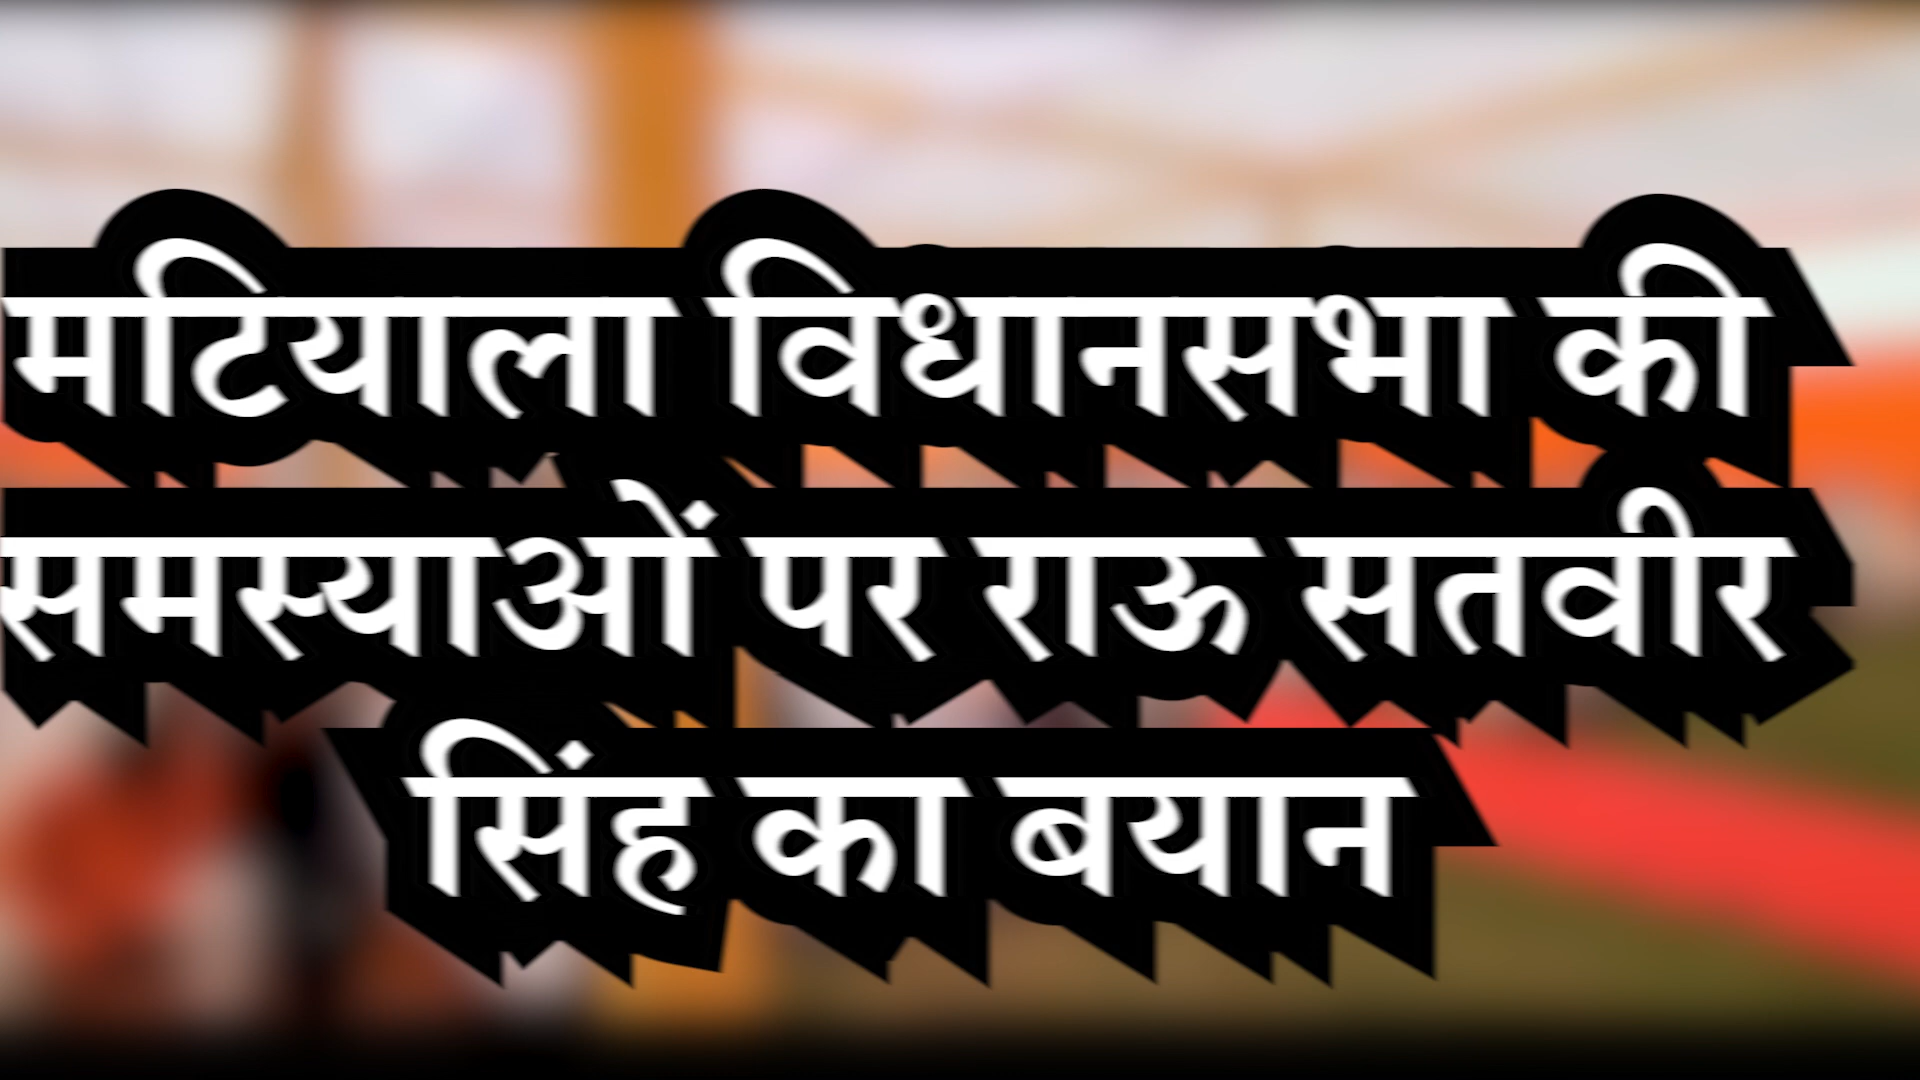 मटियाला विधानसभा की
समस्याओं पर राऊ सतवीर
सिंह का बयान